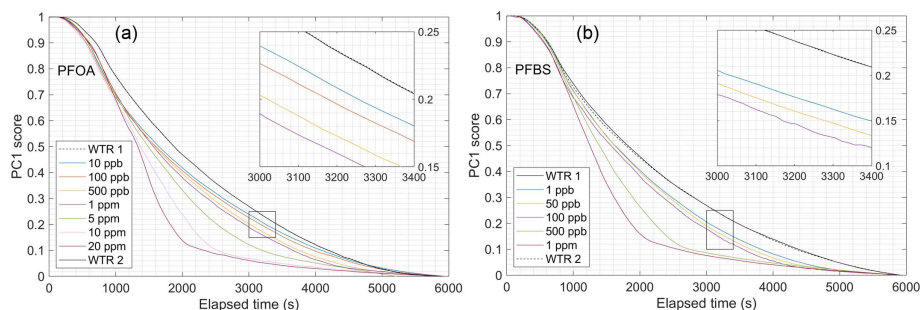 (a)
PFOA
PC1 score
1
0.9
0.8
0.7
0.6
0.5
0.4
0.3
0.2
0.1
0
0.25
0.2
0.15
3000 3100 3200 3300 3400
WTR 1
10 ppb
100 ppb
500 ppb
1 ppm
5 ppm
10 ppm
20 ppm
WTR 2
0 1000 2000 3000 4000 5000 6000
Elapsed time (s)
(b)
PFBS
PC1 score
1
0.9
0.8
0.7
0.6
0.5
0.4
0.3
0.2
0.1
0
0.25
0.2
0.15
0.1
3000 3100 3200 3300 3400
WTR 1
1 ppb
50 ppb
100 ppb
500 ppb
1 ppm
WTR 2
0 1000 2000 3000 4000 5000 6000
Elapsed time (s)